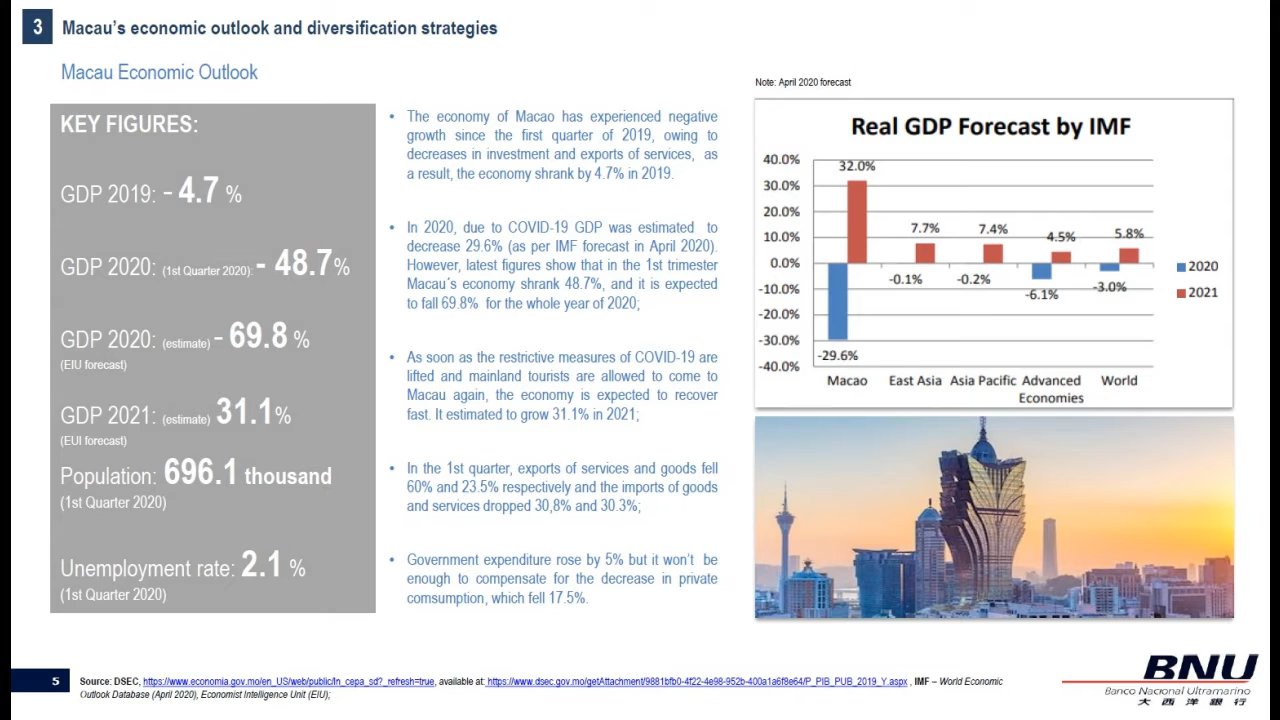 3
Macau's economic outlook and diversification strategies
Macau Economic Outlook
KEY FIGURES:
GDP 2019: - 4.7 %
GDP 2020: (1st Quarter 2020): - 48.7%
GDP 2020: (estimate) - 69.8 %
(EIU forecast)
GDP 2021: (estimate) 31.1%
(EUI forecast)
Population: 696.1 thousand
(1st Quarter 2020)
Unemployment rate: 2.1 %
(1st Quarter 2020)
• The economy of Macao has experienced negative
growth since the first quarter of 2019, owing to
decreases in investment and exports of services, as
a result, the economy shrank by 4.7% in 2019.
• In 2020, due to COVID-19 GDP was estimated to
decrease 29.6% (as per IMF forecast in April 2020).
However, latest figures show that in the 1st trimester
Macau´s economy shrank 48.7%, and it is expected
to fall 69.8% for the whole year of 2020;
• As soon as the restrictive measures of COVID-19 are
lifted and mainland tourists are allowed to come to
Macau again, the economy is expected to recover
fast. It estimated to grow 31.1% in 2021;
• In the 1st quarter, exports of services and goods fell
60% and 23.5% respectively and the imports of goods
and services dropped 30,8% and 30.3%;
• Government expenditure rose by 5% but it won't be
enough to compensate for the decrease in private
comsumption, which fell 17.5%.
Note: April 2020 forecast
Real GDP Forecast by IMF
40.0%
30.0%
20.0%
10.0%
0.0%
-10.0%
-20.0%
-30.0%
-40.0%
32.0%
7.7%
7.4%
4.5%
5.8%
-29.6%
-0.1%
-0.2%
-6.1%
-3.0%
Macao
East Asia
Asia Pacific
Advanced
Economies
World
2020
2021
5
Source: DSEC, https://www.economia.gov.mo/en_US/web/public/ln_cepa_sd?_refresh=true, available at: https://www.dsec.gov.mo/getAttachment/9881bfb0-4f22-4e98-952b-400a1a6f8e64/P_PIB_PUB_2019_Y.aspx , IMF – World Economic
Outlook Database (April 2020), Economist Intelligence Unit (EIU);
BNU
Banco Nacional Ultramarino
大西洋銀行